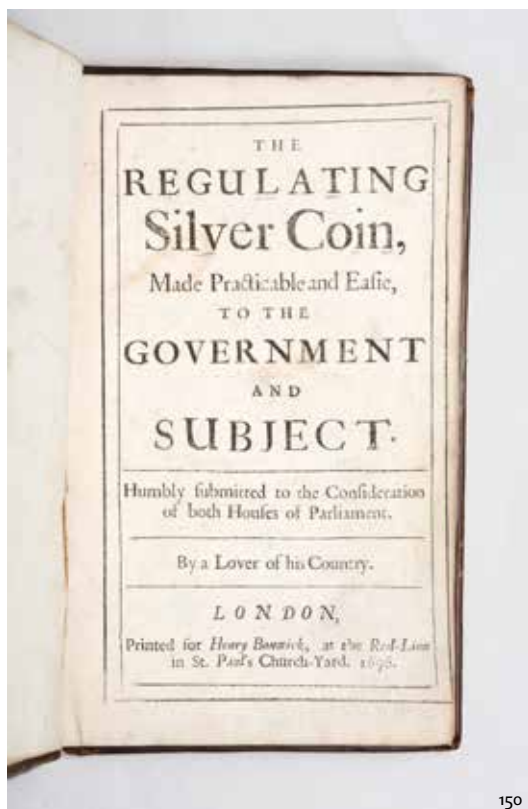 THE
REGULATING
Silver Coin,
Made Practicable and Eaſie,
TO THE
GOVERNMENT
AND
SUBJECT.
Humbly ſubmitted to the Conſideration
of both Houſes of Parliament.
By a Lover of his Country.
LONDON,
Printed for Henry Bonwick, at the Red-Lion
in St. Paul's Church-Yard. 1696.
150